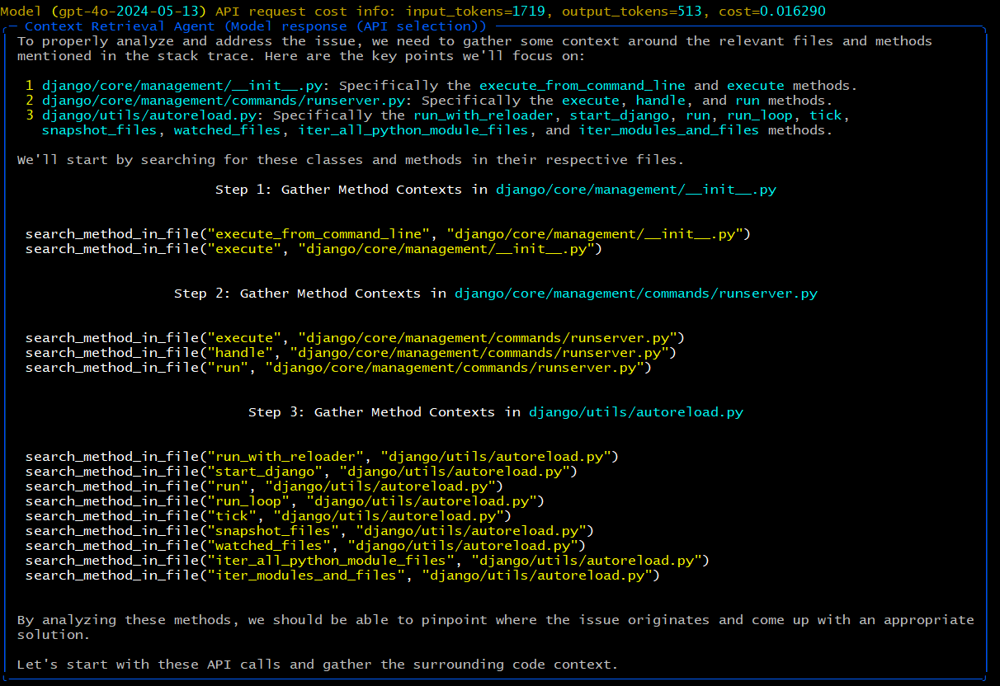 Model (gpt-4o-2024-05-13) API request cost info: input_tokens=1719, output_tokens=513, cost=0.016290
Context Retrieval Agent (Model response (API selection))
To properly analyze and address the issue, we need to gather some context around the relevant files and methods
mentioned in the stack trace. Here are the key points we'll focus on:
1 django/core/management/__init__.py: Specifically the execute_from_command_line and execute methods.
2 django/core/management/commands/runserver.py: Specifically the execute, handle, and run methods.
3 django/utils/autoreload.py: Specifically the run_with_reloader, start_django, run, run_loop, tick,
snapshot_files, watched_files, iter_all_python_module_files, and iter_modules_and_files methods.
We'll start by searching for these classes and methods in their respective files.
Step 1: Gather Method Contexts in django/core/management/__init__.py
search_method_in_file("execute_from_command_line", "django/core/management/__init__.py")
search_method_in_file("execute", "django/core/management/__init__.py")
Step 2: Gather Method Contexts in django/core/management/commands/runserver.py
search_method_in_file("execute", "django/core/management/commands/runserver.py")
search_method_in_file("handle", "django/core/management/commands/runserver.py")
search_method_in_file("run", "django/core/management/commands/runserver.py")
Step 3: Gather Method Contexts in django/utils/autoreload.py
search_method_in_file("run_with_reloader", "django/utils/autoreload.py")
search_method_in_file("start_django", "django/utils/autoreload.py")
search_method_in_file("run", "django/utils/autoreload.py")
search_method_in_file("run_loop", "django/utils/autoreload.py")
search_method_in_file("tick", "django/utils/autoreload.py")
search_method_in_file("snapshot_files", "django/utils/autoreload.py")
search_method_in_file("watched_files", "django/utils/autoreload.py")
search_method_in_file("iter_all_python_module_files", "django/utils/autoreload.py")
search_method_in_file("iter_modules_and_files", "django/utils/autoreload.py")
By analyzing these methods, we should be able to pinpoint where the issue originates and come up with an appropriate
solution.
Let's start with these API calls and gather the surrounding code context.